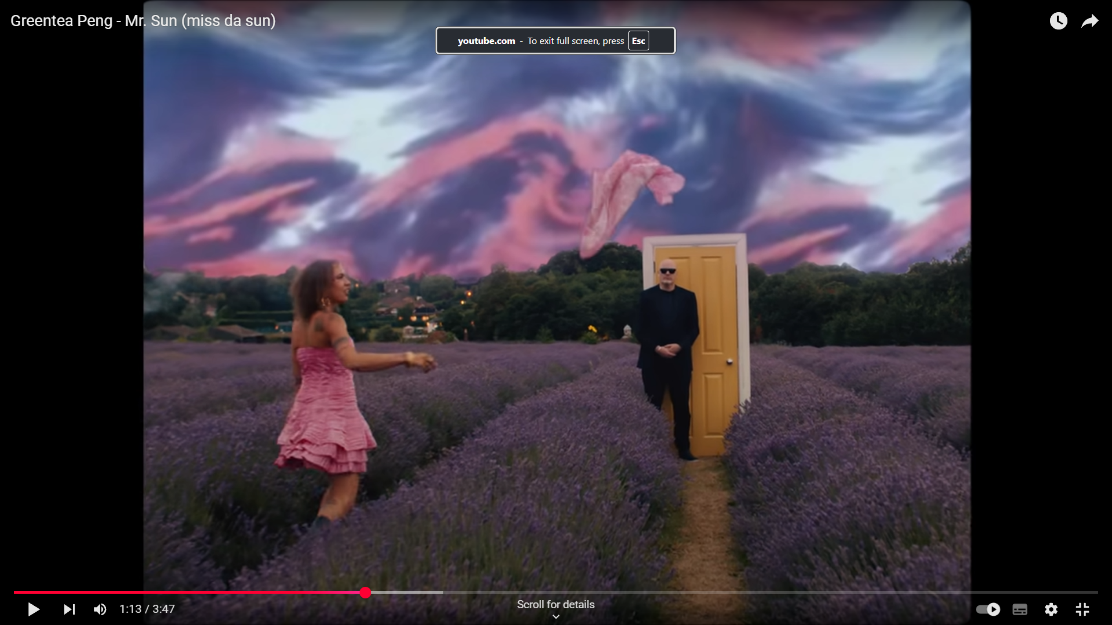 Greentea Peng - Mr. Sun (miss da sun)
youtube.com - To exit full screen, press Esc
1:13 / 3:47
Scroll for details